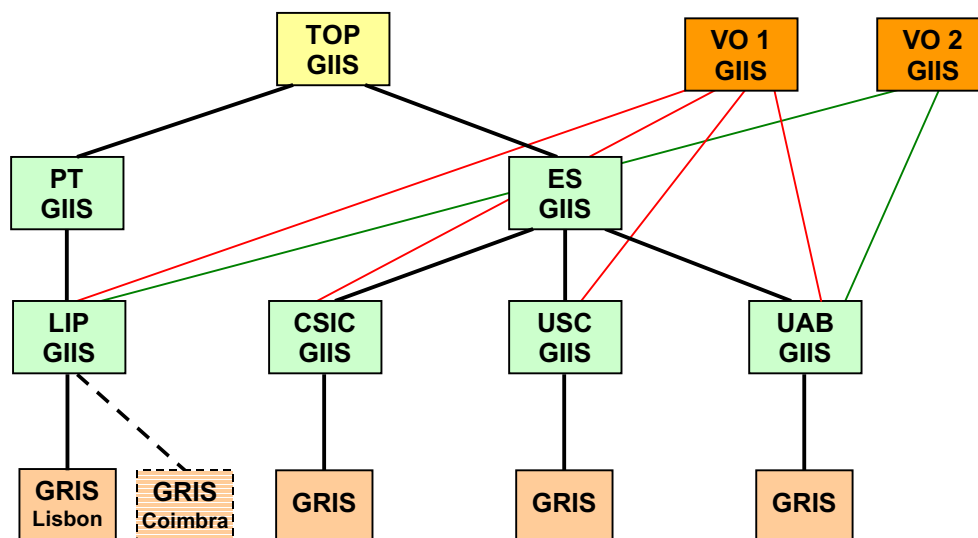 TOP
GIIS
VO 1
GIIS
VO 2
GIIS
PT
GIIS
ES
GIIS
LIP
GIIS
CSIC
GIIS
USC
GIIS
UAB
GIIS
GRIS
Lisbon
GRIS
Coimbra
GRIS
GRIS
GRIS